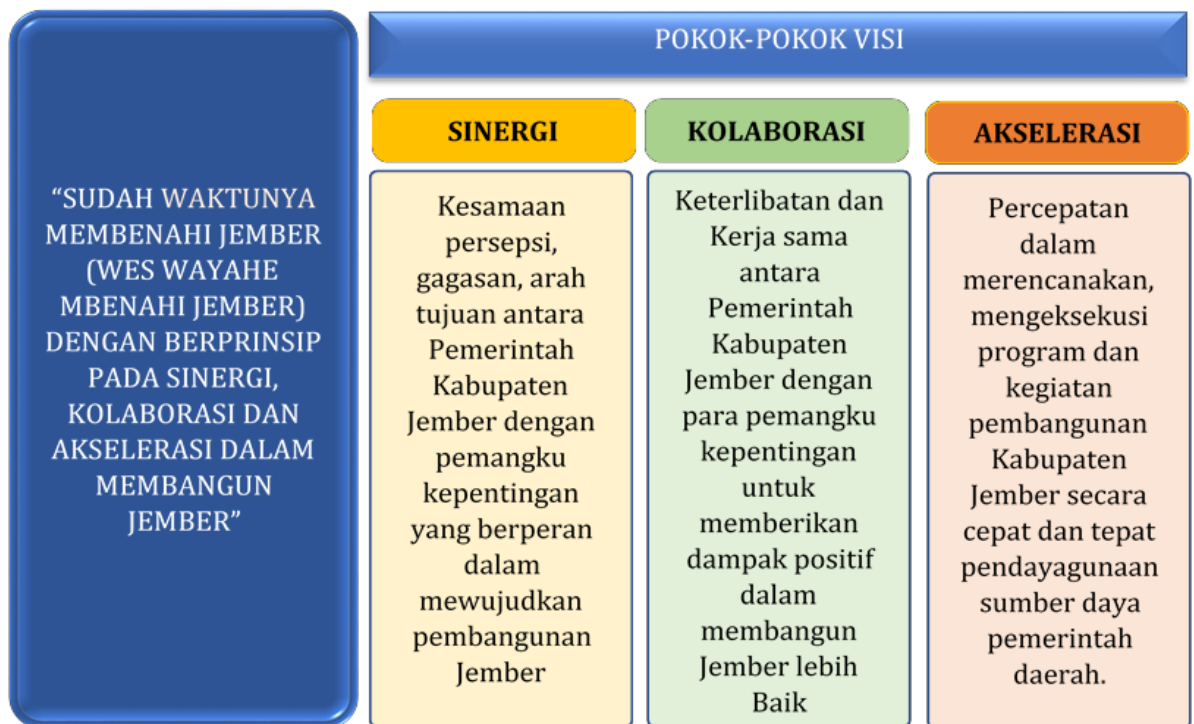 “SUDAH WAKTUNYA
MEMBENAHI JEMBER
(WES WAYAHE
MBENAHI JEMBER)
DENGAN BERPRINSIP
PADA SINERGI,
KOLABORASI DAN
AKSELERASI DALAM
MEMBANGUN
JEMBER”
POKOK-POKOK VISI
SINERGI
Kesamaan
persepsi,
gagasan, arah
tujuan antara
Pemerintah
Kabupaten
Jember dengan
pemangku
kepentingan
yang berperan
dalam
mewujudkan
pembangunan
Jember
KOLABORASI
Keterlibatan dan
Kerja sama
antara
Pemerintah
Kabupaten
Jember dengan
para pemangku
kepentingan
untuk
memberikan
dampak positif
dalam
membangun
Jember lebih
Baik
AKSELERASI
Percepatan
dalam
merencanakan,
mengeksekusi
program dan
kegiatan
pembangunan
Kabupaten
Jember secara
cepat dan tepat
pendayagunaan
sumber daya
pemerintah
daerah.